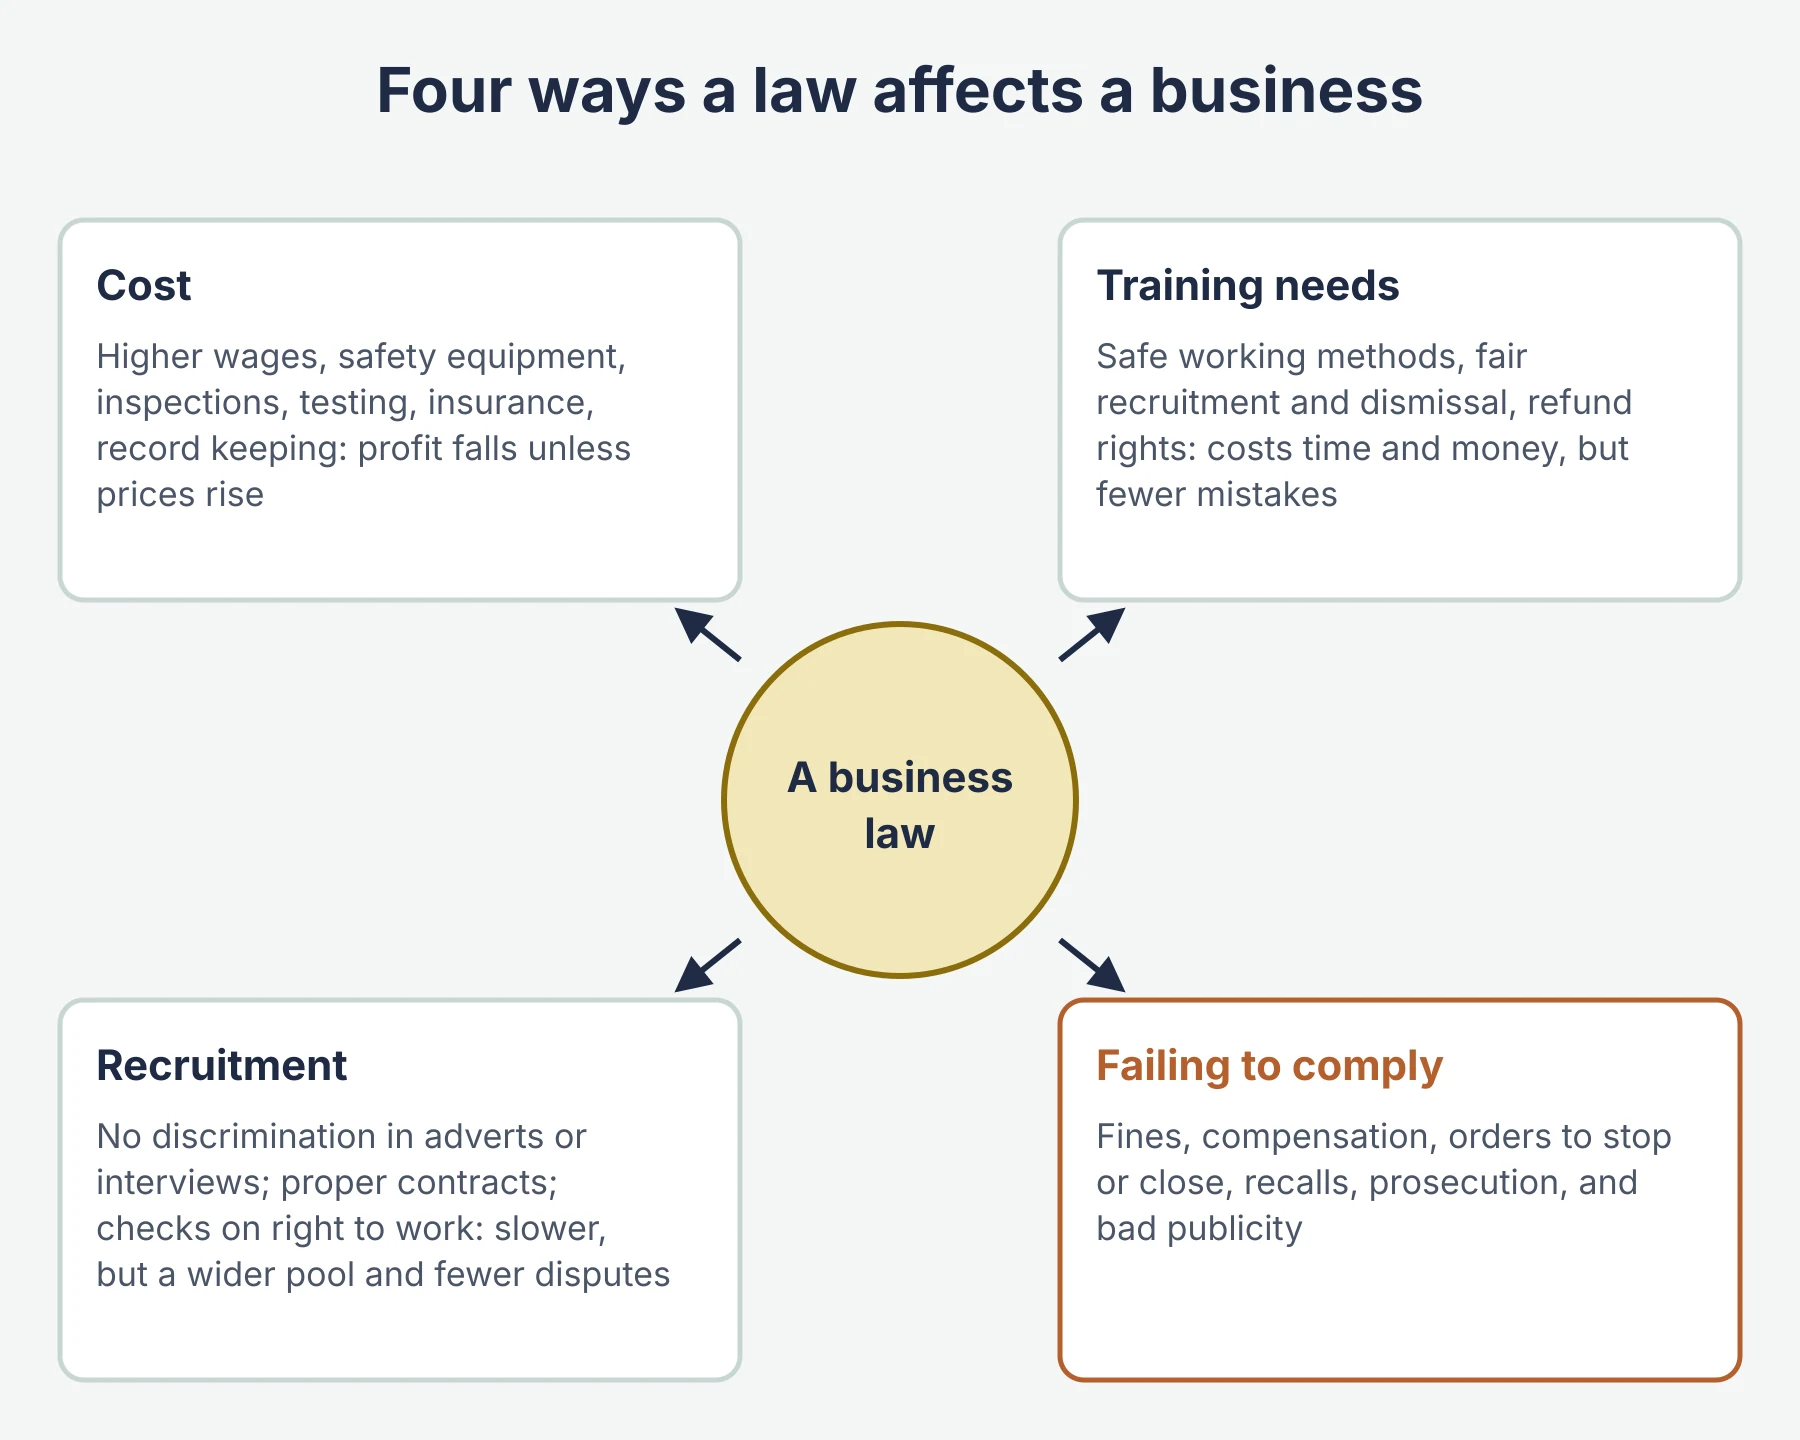 Four ways a law affects a business
Cost
Higher wages, safety equipment,
inspections, testing, insurance,
record keeping: profit falls unless
prices rise
Training needs
Safe working methods, fair
recruitment and dismissal, refund
rights: costs time and money, but
fewer mistakes
A business
law
Recruitment
No discrimination in adverts or
interviews; proper contracts;
checks on right to work: slower,
but a wider pool and fewer disputes
Failing to comply
Fines, compensation, orders to stop
or close, recalls, prosecution, and
bad publicity